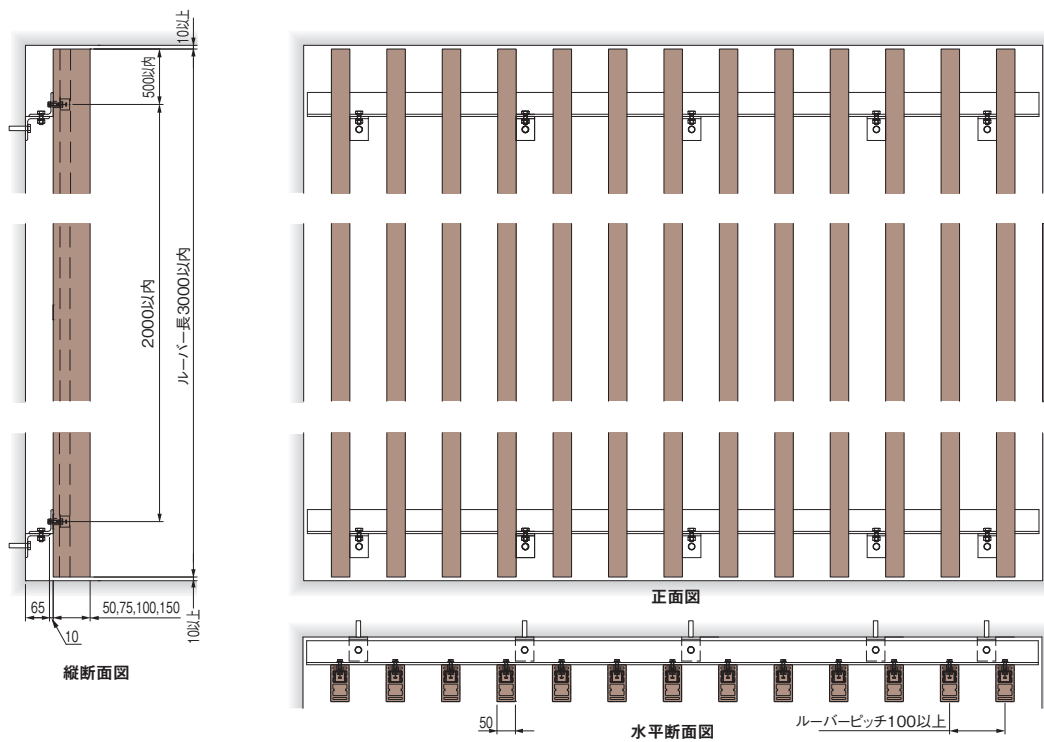 10以上
500以内
2000以内
ルーバー長3000以内
65
50,75,100,150
10
10以上
縦断面図
正面図
50
水平断面図
ルーバーピッチ100以上